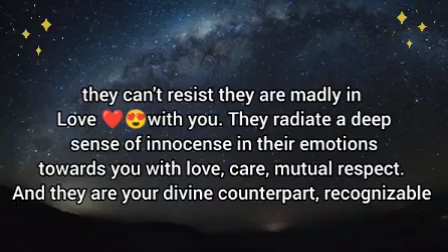 they can't resist they are madly in
Love ❤️😍with you. They radiate a deep
sense of innocense in their emotions
towards you with love, care, mutual respect.
And they are your divine counterpart, recognizable